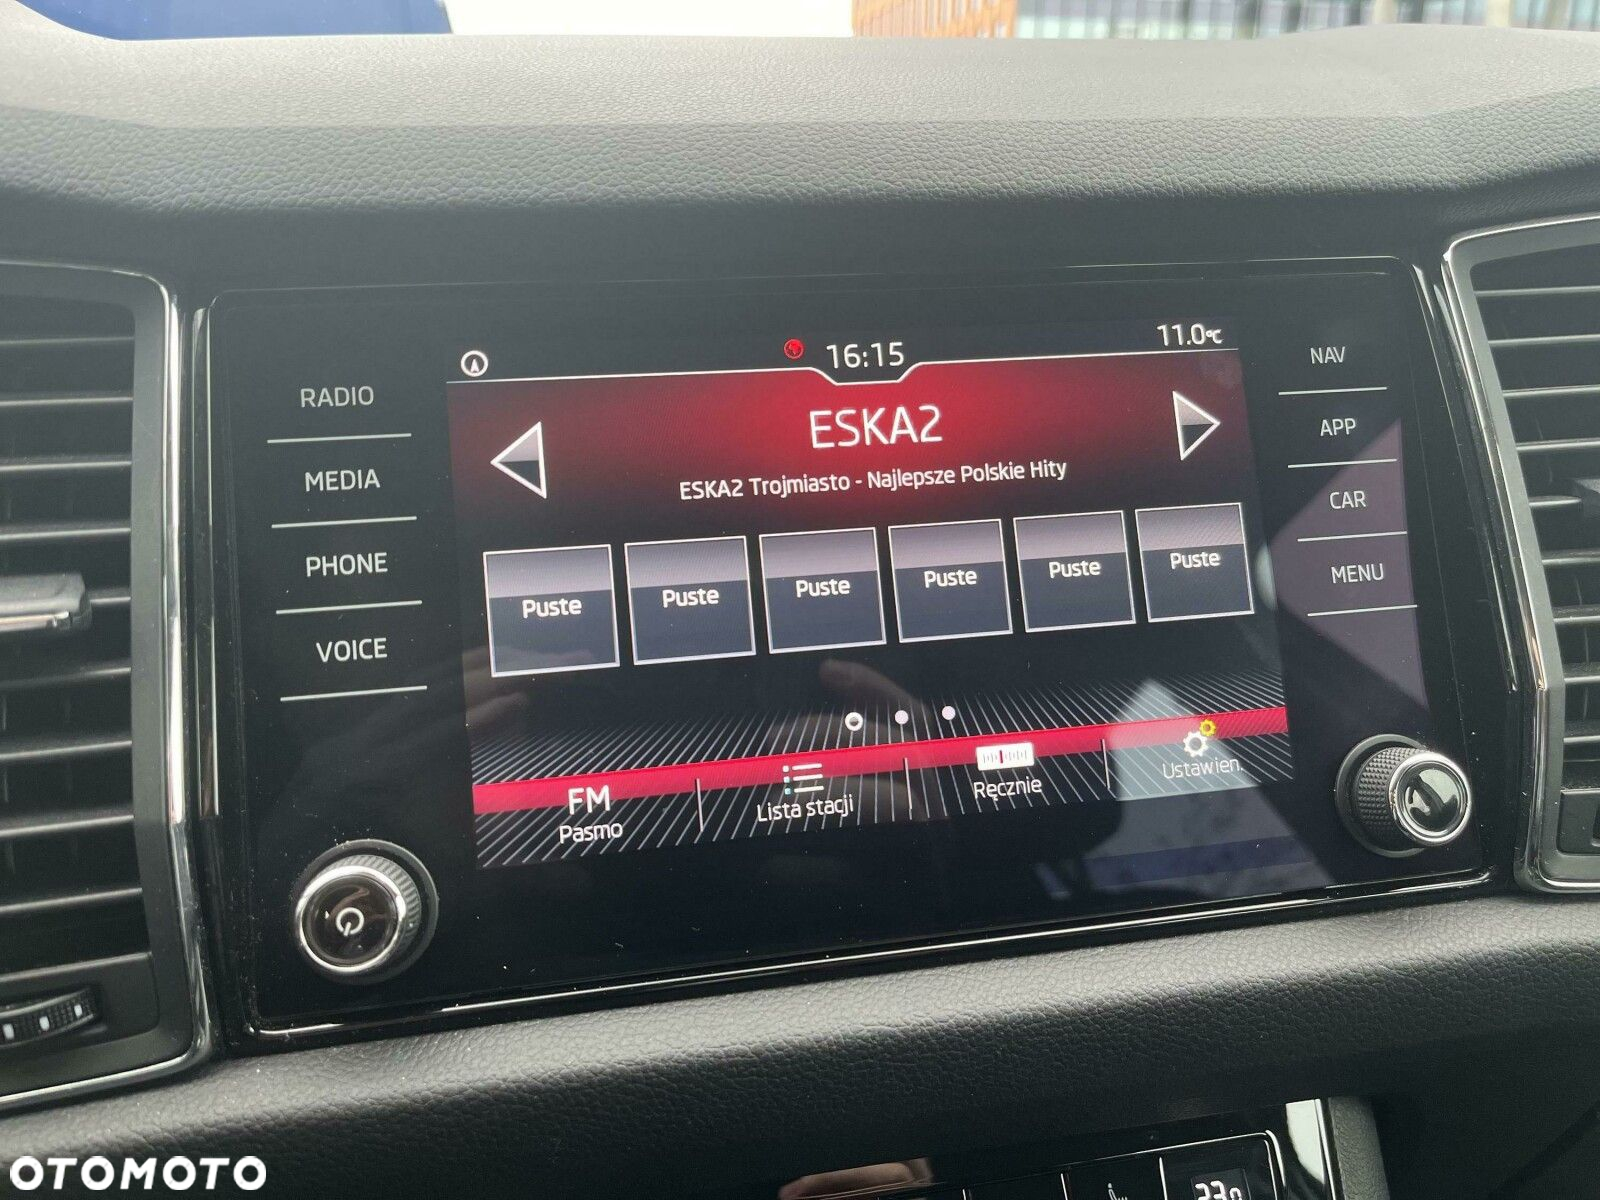 16:15
11.0°C
RADIO
MEDIA
PHONE
VOICE
ESKA2
ESKA2 Trojmiasto - Najlepsze Polskie Hity
Puste
Puste
Puste
Puste
Puste
Puste
FM
Pasmo
Lista stacji
Ręcznie
Ustawien.
NAV
APP
CAR
MENU
OTOMOTO